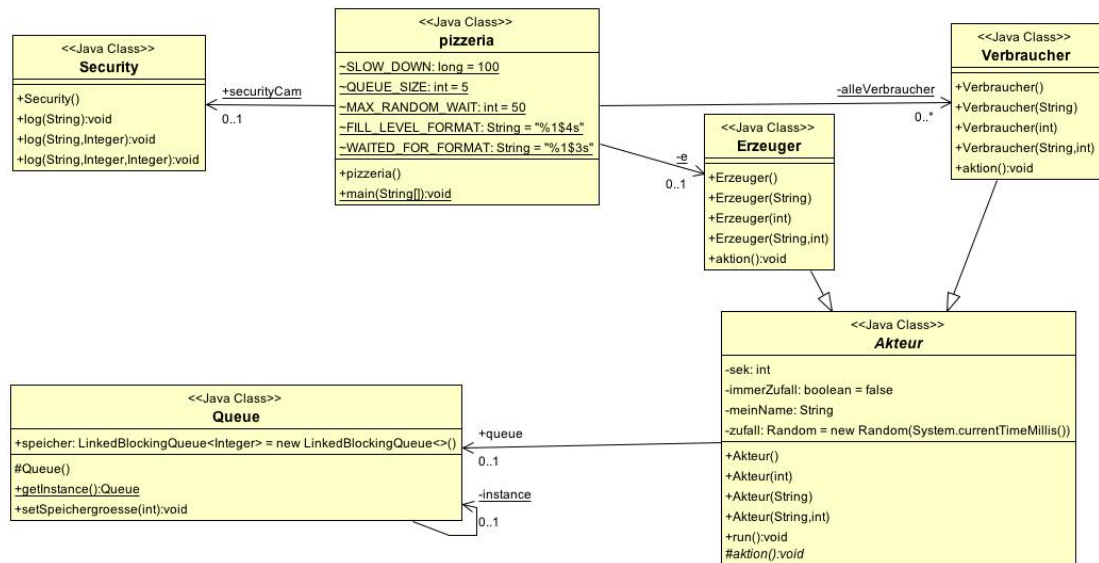 <<Java Class>>
Security
+Security()
+log(String):void
+log(String,Integer):void
+log(String,Integer,Integer):void
+securityCam
0..1
<<Java Class>>
pizzeria
~SLOW_DOWN: long = 100
~QUEUE_SIZE: int = 5
~MAX_RANDOM_WAIT: int = 50
~FILL_LEVEL_FORMAT: String = "%1$4s"
~WAITED_FOR_FORMAT: String = "%1$3s"
+pizzeria()
+main(String[]):void
-alleVerbraucher
0..*
-e
0..1
<<Java Class>>
Verbraucher
+Verbraucher()
+Verbraucher(String)
+Verbraucher(int)
+Verbraucher(String,int)
+aktion():void
<<Java Class>>
Erzeuger
+Erzeuger()
+Erzeuger(String)
+Erzeuger(int)
+Erzeuger(String,int)
+aktion():void
<<Java Class>>
Akteur
-sek: int
-immerZufall: boolean = false
-meinName: String
-zufall: Random = new Random(System.currentTimeMillis())
+Akteur()
+Akteur(int)
+Akteur(String)
+Akteur(String,int)
+run():void
#aktion():void
+queue
0..1
<<Java Class>>
Queue
+speicher: LinkedBlockingQueue<Integer> = new LinkedBlockingQueue<>()
#Queue()
+getInstance():Queue
+setSpeichergroesse(int):void
-instance
0..1